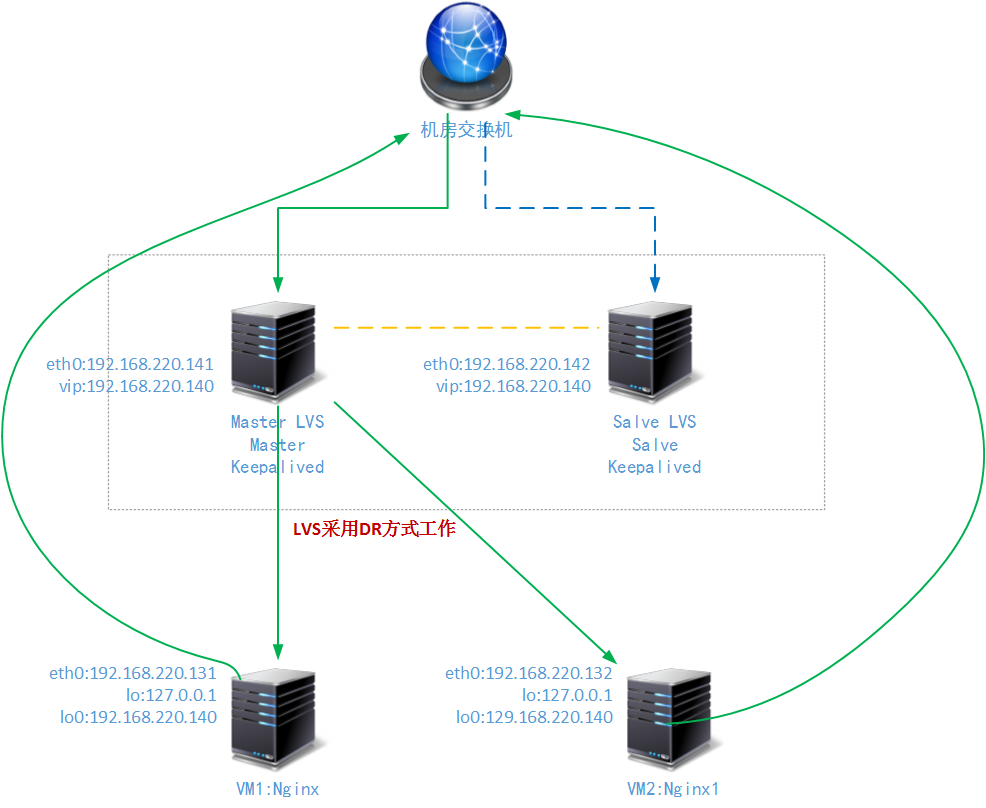 机房交换机
eth0:192.168.220.141
vip:192.168.220.140
Master LVS
Master
Keepalived
eth0:192.168.220.142
vip:192.168.220.140
Salve LVS
Salve
Keepalived
LVS采用DR方式工作
eth0:192.168.220.131
lo:127.0.0.1
lo0:192.168.220.140
VM1:Nginx
eth0:192.168.220.132
lo:127.0.0.1
lo0:129.168.220.140
VM2:Nginx1